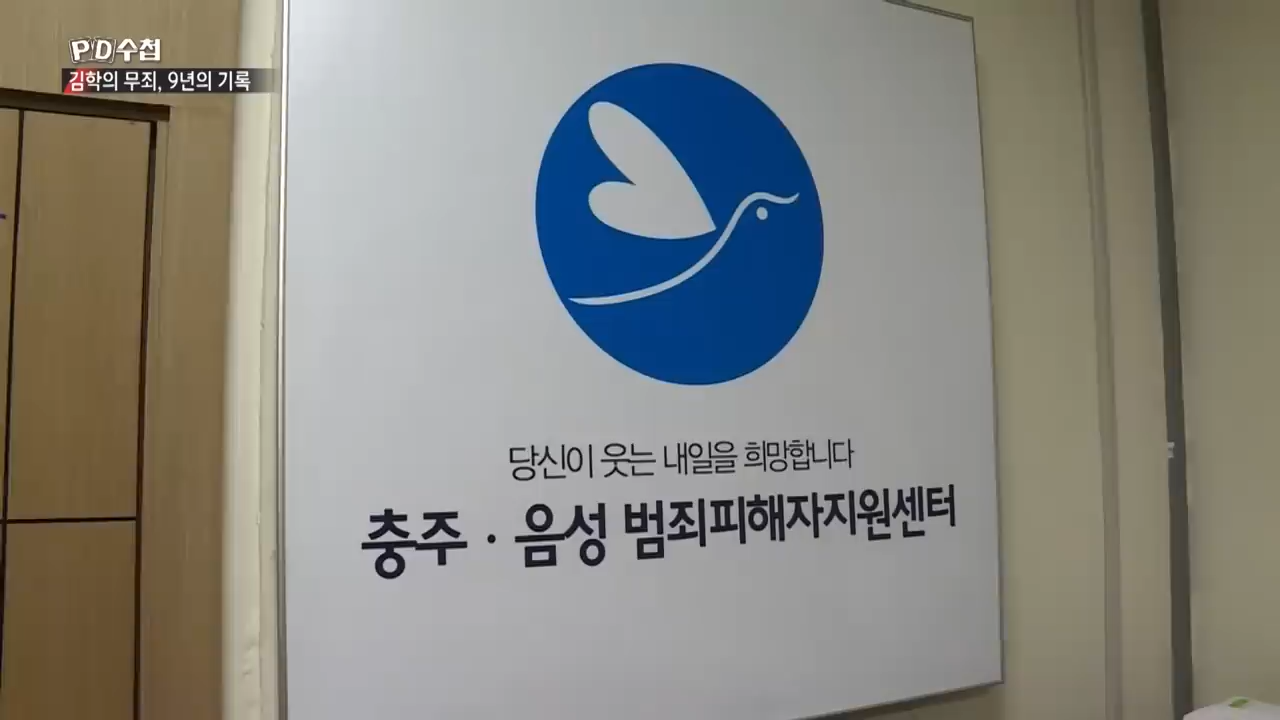 PD수첩
김학의 무죄, 9년의 기록
당신이 웃는 내일을 희망합니다
충주 · 음성 범죄피해자지원센터